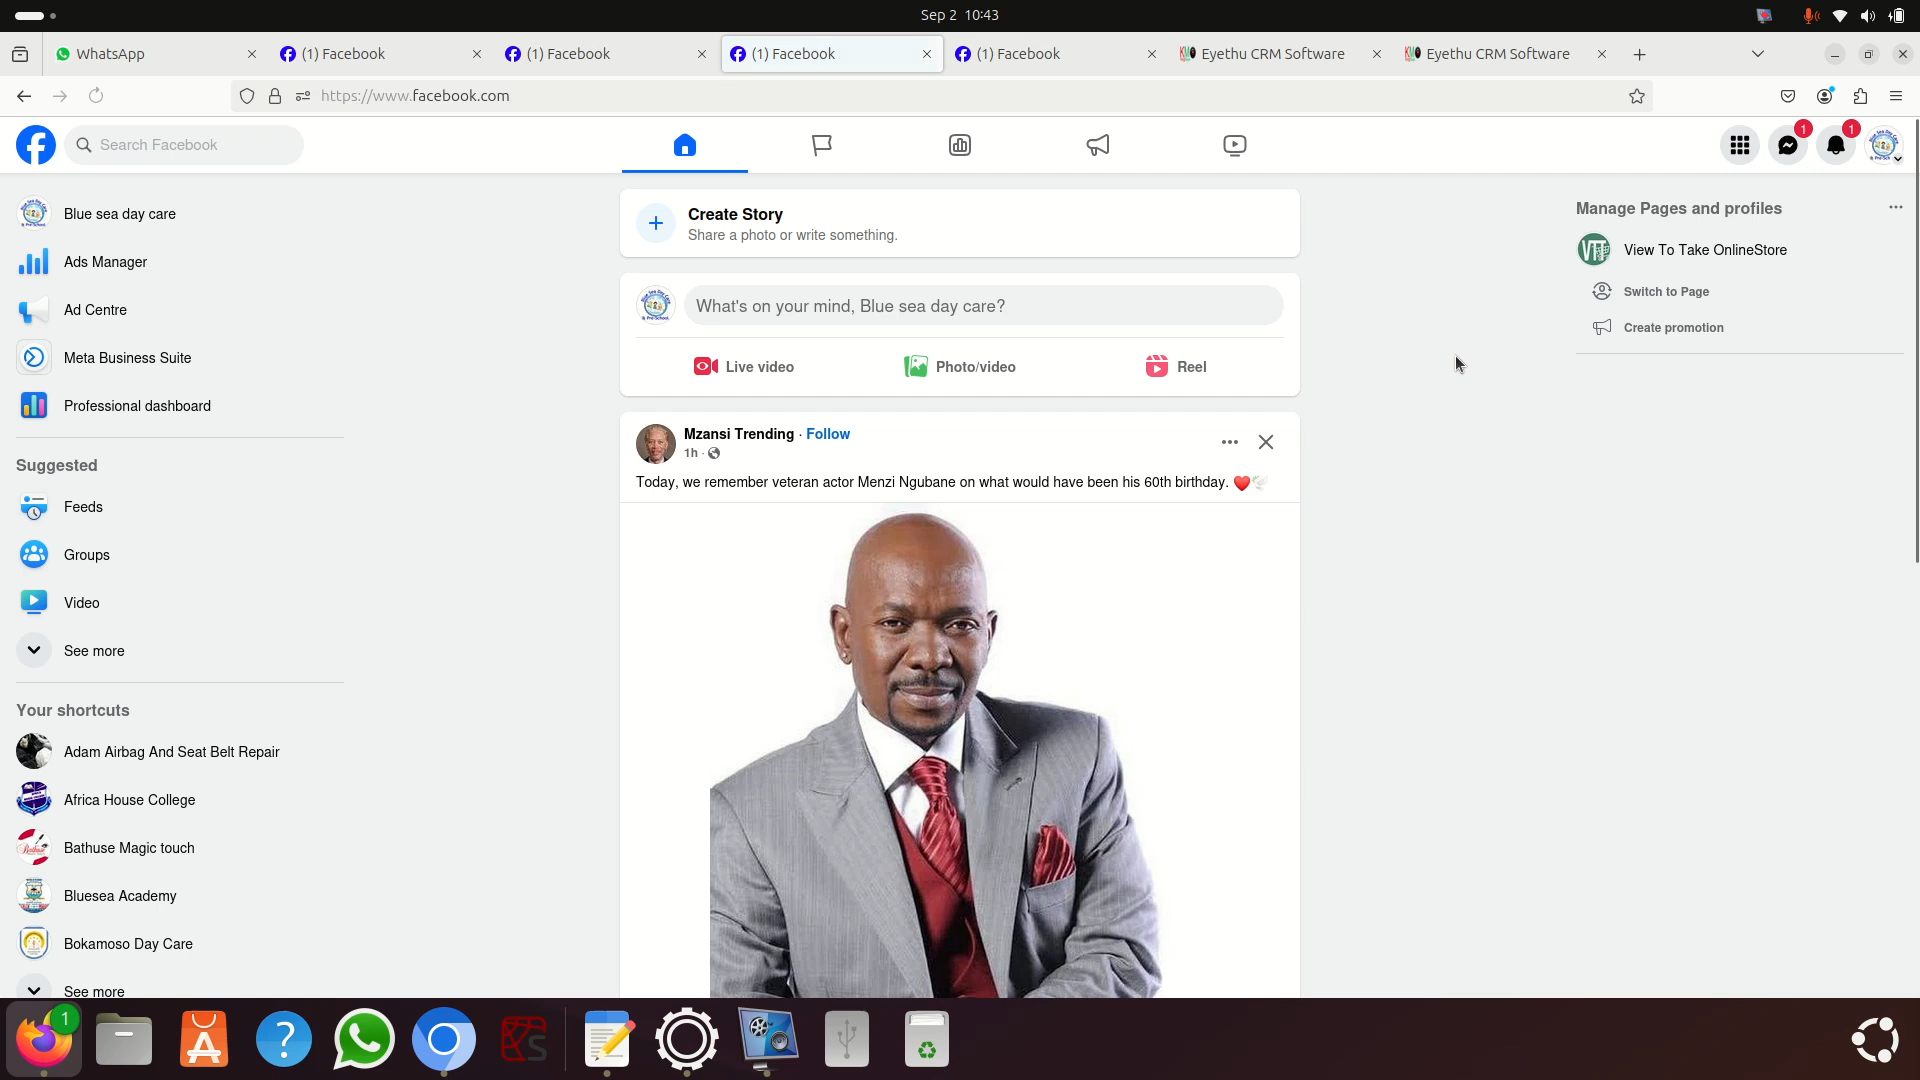 Sep 2 10:43
WhatsApp
(1) Facebook
(1) Facebook
(1) Facebook
(1) Facebook
Eyethu CRM Software
Eyethu CRM Software
https://www.facebook.com
Search Facebook
1
1
Blue sea day care
Ads Manager
Ad Centre
Meta Business Suite
Professional dashboard
Suggested
Feeds
Groups
Video
See more
Your shortcuts
Adam Airbag And Seat Belt Repair
Africa House College
Bathuse Magic touch
Bluesea Academy
Bokamoso Day Care
See more
Create Story
Share a photo or write something.
What's on your mind, Blue sea day care?
Live video
Photo/video
Reel
Mzansi Trending · Follow
1h ·
Today, we remember veteran actor Menzi Ngubane on what would have been his 60th birthday. ❤️🕊️
Manage Pages and profiles
VTT
View To Take OnlineStore
Switch to Page
Create promotion
1